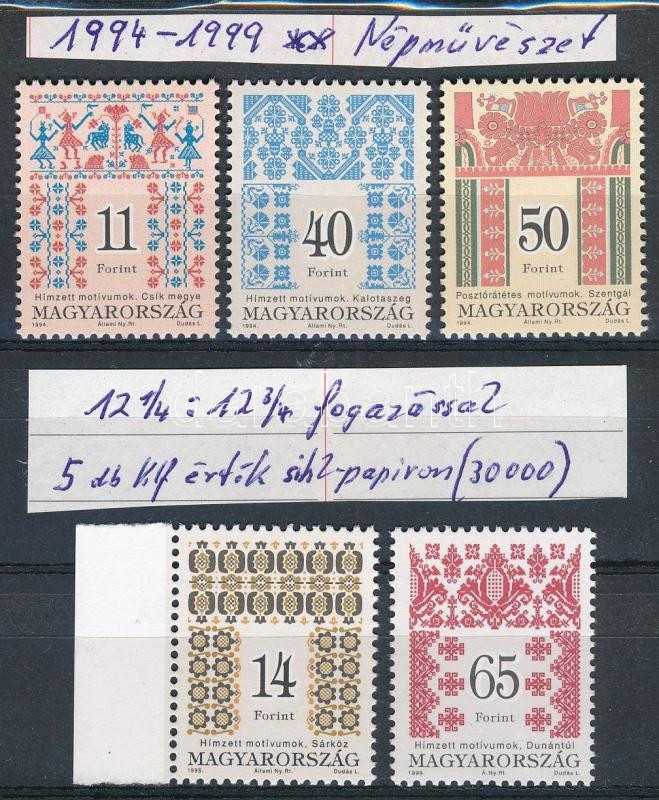 1994-1999 Népművészet
11
Forint
Hímzett motívumok. Csík megye
MAGYARORSZÁG
1994. Állami Ny. Rt. Dudás L.
40
Forint
Hímzett motívumok. Kalotaszeg
MAGYARORSZÁG
1994. Állami Ny. Rt. Dudás L.
50
Forint
Posztórátétes motívumok. Szentgál
MAGYARORSZÁG
1994. Állami Ny. Rt. Dudás L.
12 1/4 : 12 3/4 fogazással
5 db klf érték papiron (30000)
14
Forint
Hímzett motívumok, Sárköz
MAGYARORSZÁG
1995. Állami Ny. Rt. Dudás L.
65
Forint
Hímzett motívumok, Dunántúl
MAGYARORSZÁG
1999. Á. Ny. Rt. Dudás L.